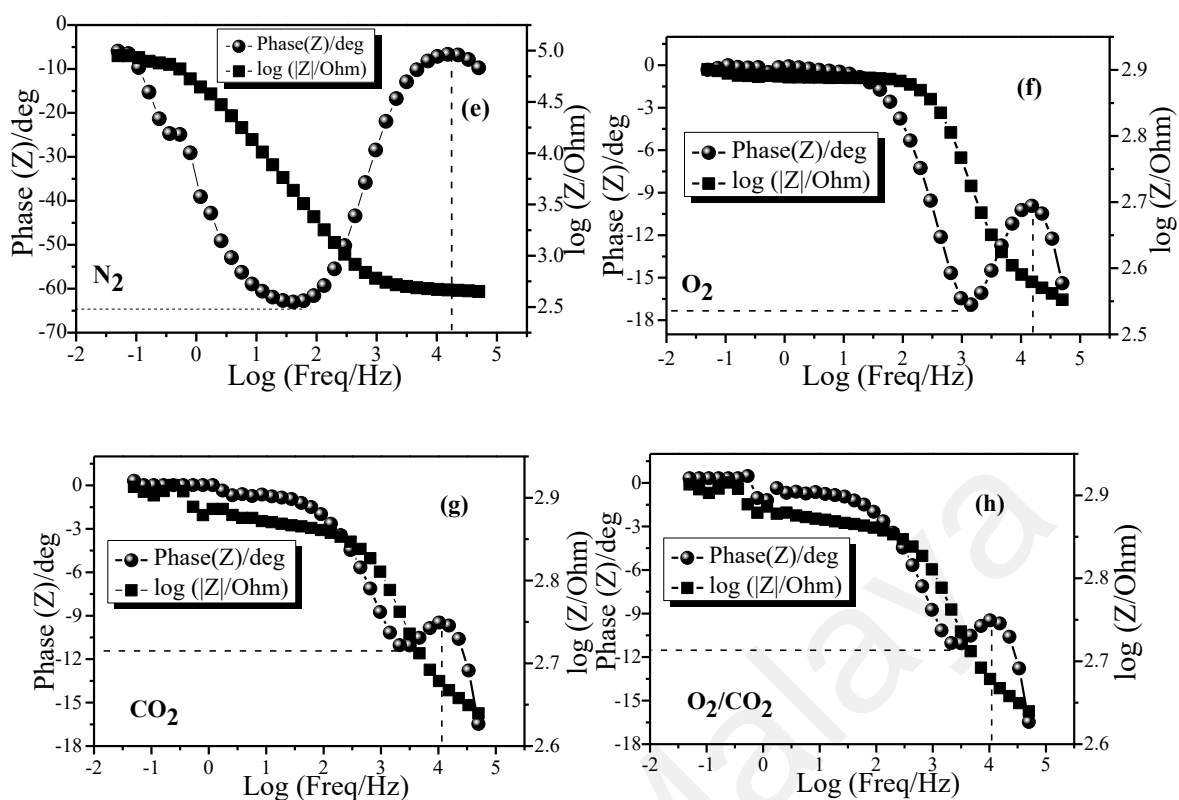 Phase (Z)/deg
0
-10
-20
-30
-40
-50
-60
-70
Phase(Z)/deg
log (|Z|/Ohm)
(e)
N2
5.0
4.5
4.0
3.5
3.0
2.5
log (Z/Ohm)
-2 -1 0 1 2 3 4 5
Log (Freq/Hz)
Phase (Z)/deg
0
-3
-6
-9
-12
-15
-18
Phase(Z)/deg
log (|Z|/Ohm)
(f)
O2
2.9
2.8
2.7
2.6
2.5
log (Z/Ohm)
-2 -1 0 1 2 3 4 5
Log (Freq/Hz)
Phase (Z)/deg
0
-3
-6
-9
-12
-15
-18
Phase(Z)/deg
log (|Z|/Ohm)
(g)
CO2
2.9
2.8
2.7
2.6
log (Z/Ohm)
-2 -1 0 1 2 3 4 5
Log (Freq/Hz)
Phase (Z)/deg
0
-3
-6
-9
-12
-15
-18
Phase(Z)/deg
log (|Z|/Ohm)
(h)
O2/CO2
2.9
2.8
2.7
2.6
log (Z/Ohm)
-2 -1 0 1 2 3 4 5
Log (Freq/Hz)
Malaya